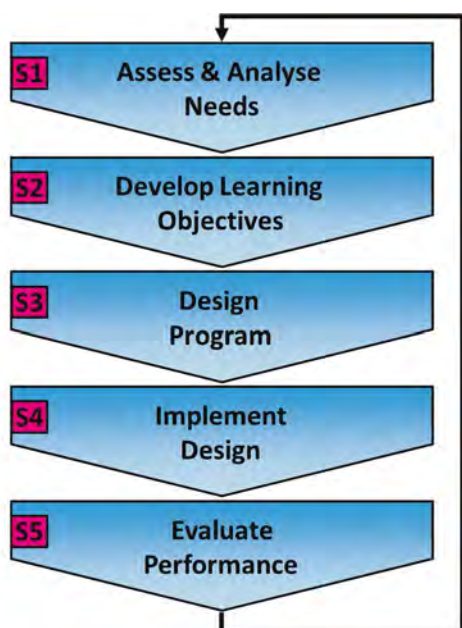 S1
Assess & Analyse
Needs
S2
Develop Learning
Objectives
S3
Design
Program
S4
Implement
Design
S5
Evaluate
Performance